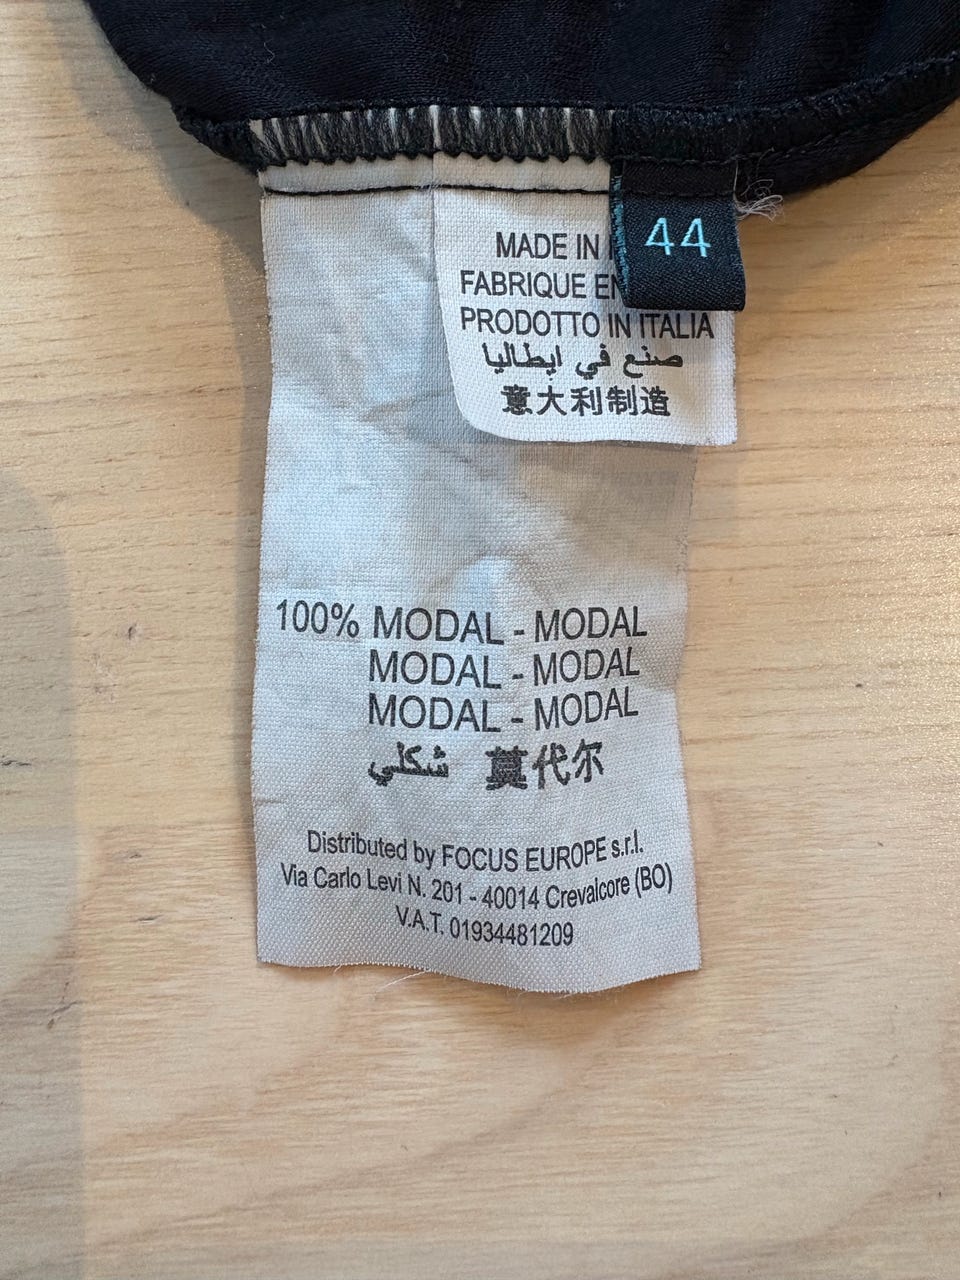 44
MADE IN
FABRIQUE EN
PRODOTTO IN ITALIA
صنع في ايطاليا
意大利制造
100% MODAL - MODAL
MODAL - MODAL
MODAL - MODAL
شكلي 莫代尔
Distributed by FOCUS EUROPE s.r.l.
Via Carlo Levi N. 201 - 40014 Crevalcore (BO)
V.A.T. 01934481209